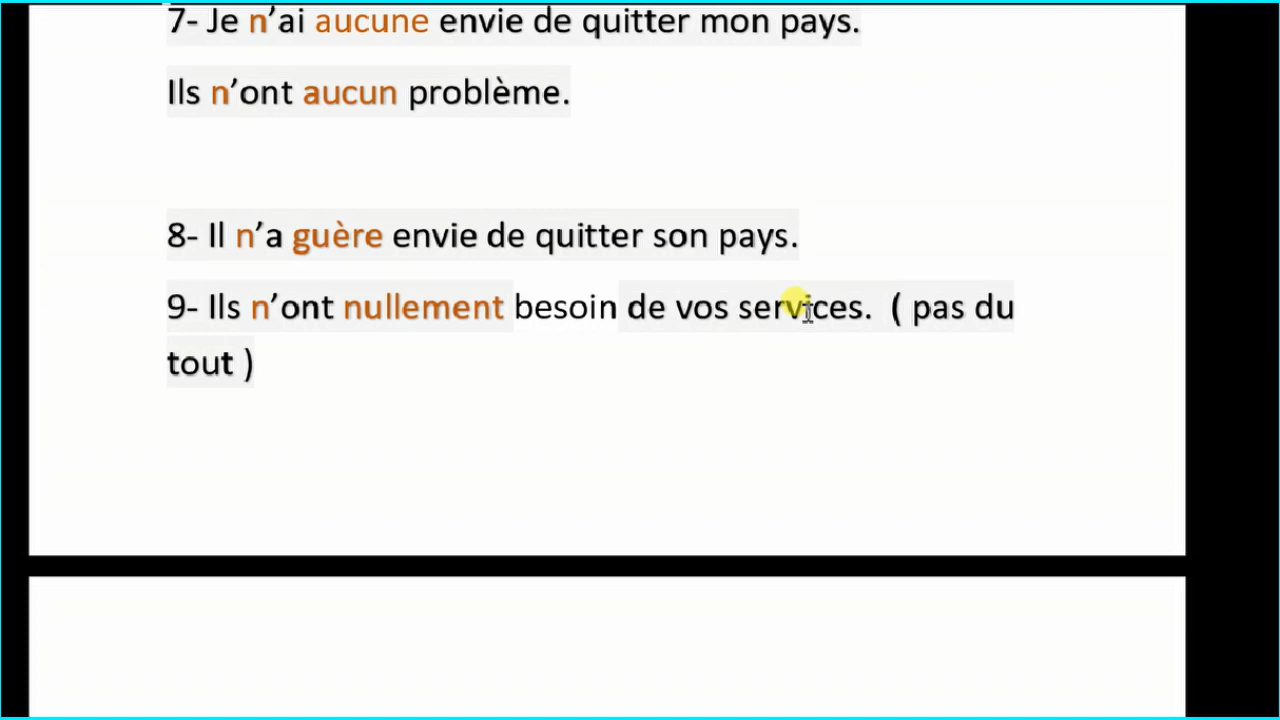 7- Je n’ai aucune envie de quitter mon pays.
Ils n’ont aucun problème.
8- Il n’a guère envie de quitter son pays.
9- Ils n’ont nullement besoin de vos services.  ( pas du
tout )